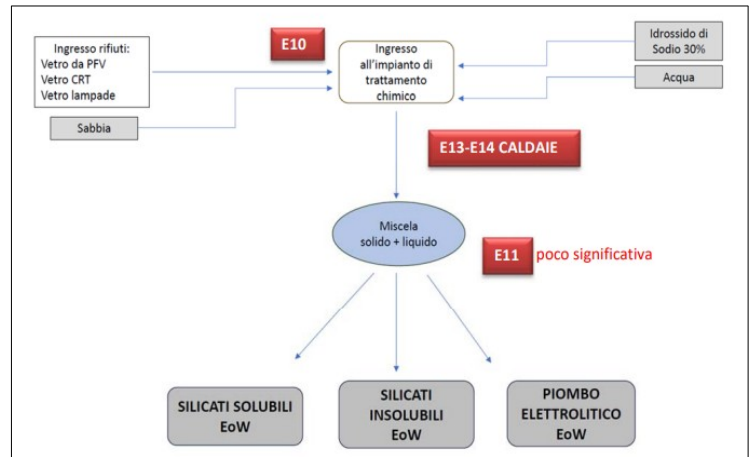 Ingresso rifiuti:
Vetro da PFV
Vetro CRT
Vetro lampade
E10
Ingresso
all'impianto di
trattamento
chimico
Idrossido di
Sodio 30%
Acqua
Sabbia
E13-E14 CALDAIE
Miscela
solido + liquido
E11 poco significativa
SILICATI SOLUBILI
EoW
SILICATI
INSOLUBILI
EoW
PIOMBO
ELETTROLITICO
EoW